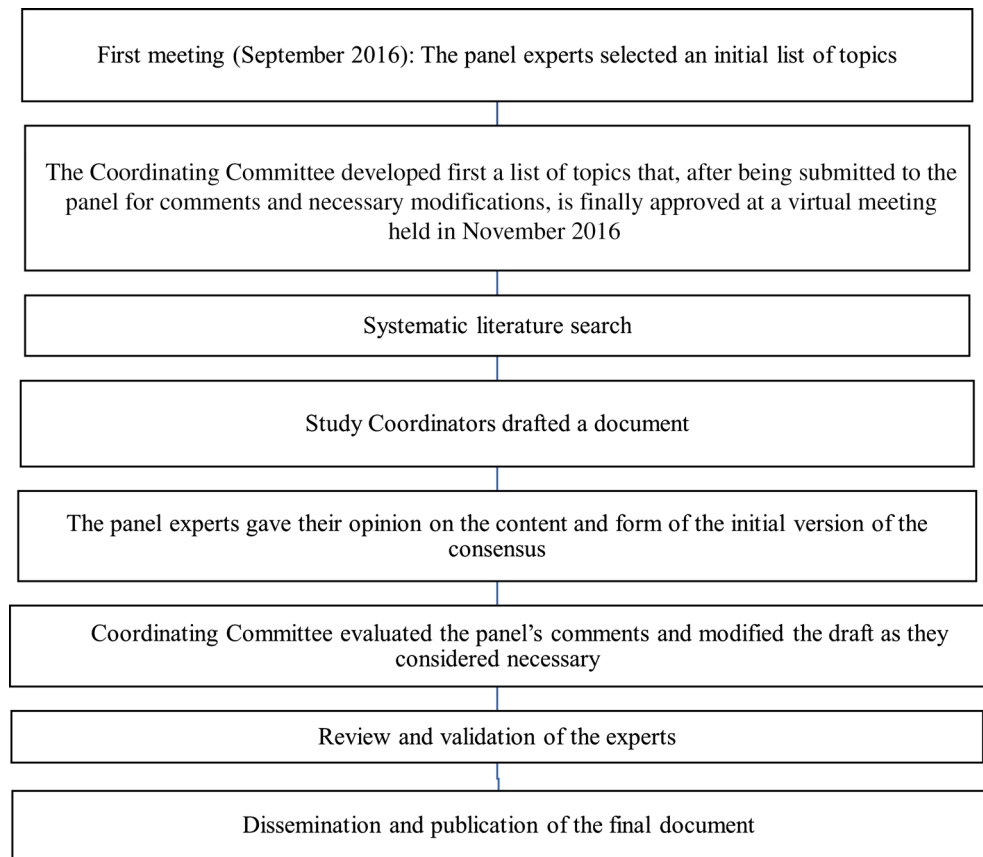 First meeting (September 2016): The panel experts selected an initial list of topics
The Coordinating Committee developed first a list of topics that, after being submitted to the
panel for comments and necessary modifications, is finally approved at a virtual meeting
held in November 2016
Systematic literature search
Study Coordinators drafted a document
The panel experts gave their opinion on the content and form of the initial version of the
consensus
Coordinating Committee evaluated the panel’s comments and modified the draft as they
considered necessary
Review and validation of the experts
Dissemination and publication of the final document